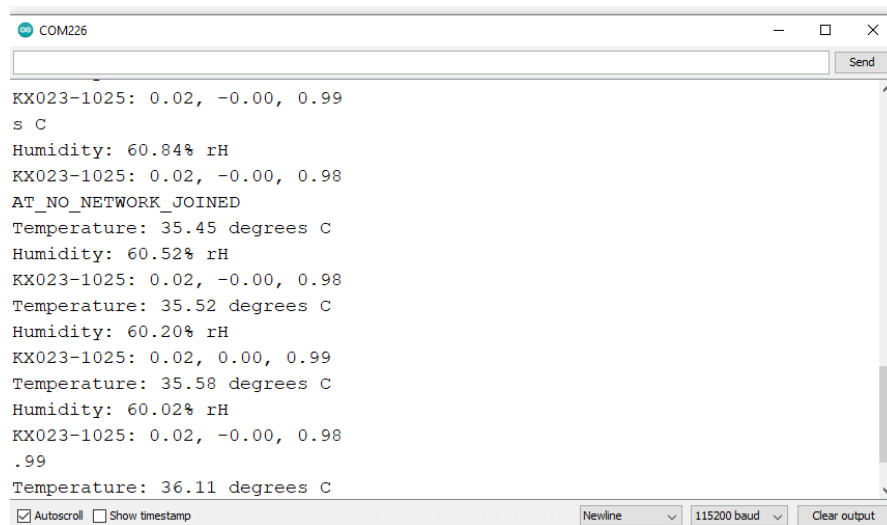 COM226
Send
KX023-1025: 0.02, -0.00, 0.99
s C
Humidity: 60.84% rH
KX023-1025: 0.02, -0.00, 0.98
AT_NO_NETWORK_JOINED
Temperature: 35.45 degrees C
Humidity: 60.52% rH
KX023-1025: 0.02, -0.00, 0.98
Temperature: 35.52 degrees C
Humidity: 60.20% rH
KX023-1025: 0.02, 0.00, 0.99
Temperature: 35.58 degrees C
Humidity: 60.02% rH
KX023-1025: 0.02, -0.00, 0.98
.99
Temperature: 36.11 degrees C
Autoscroll Show timestamp Newline 115200 baud Clear output